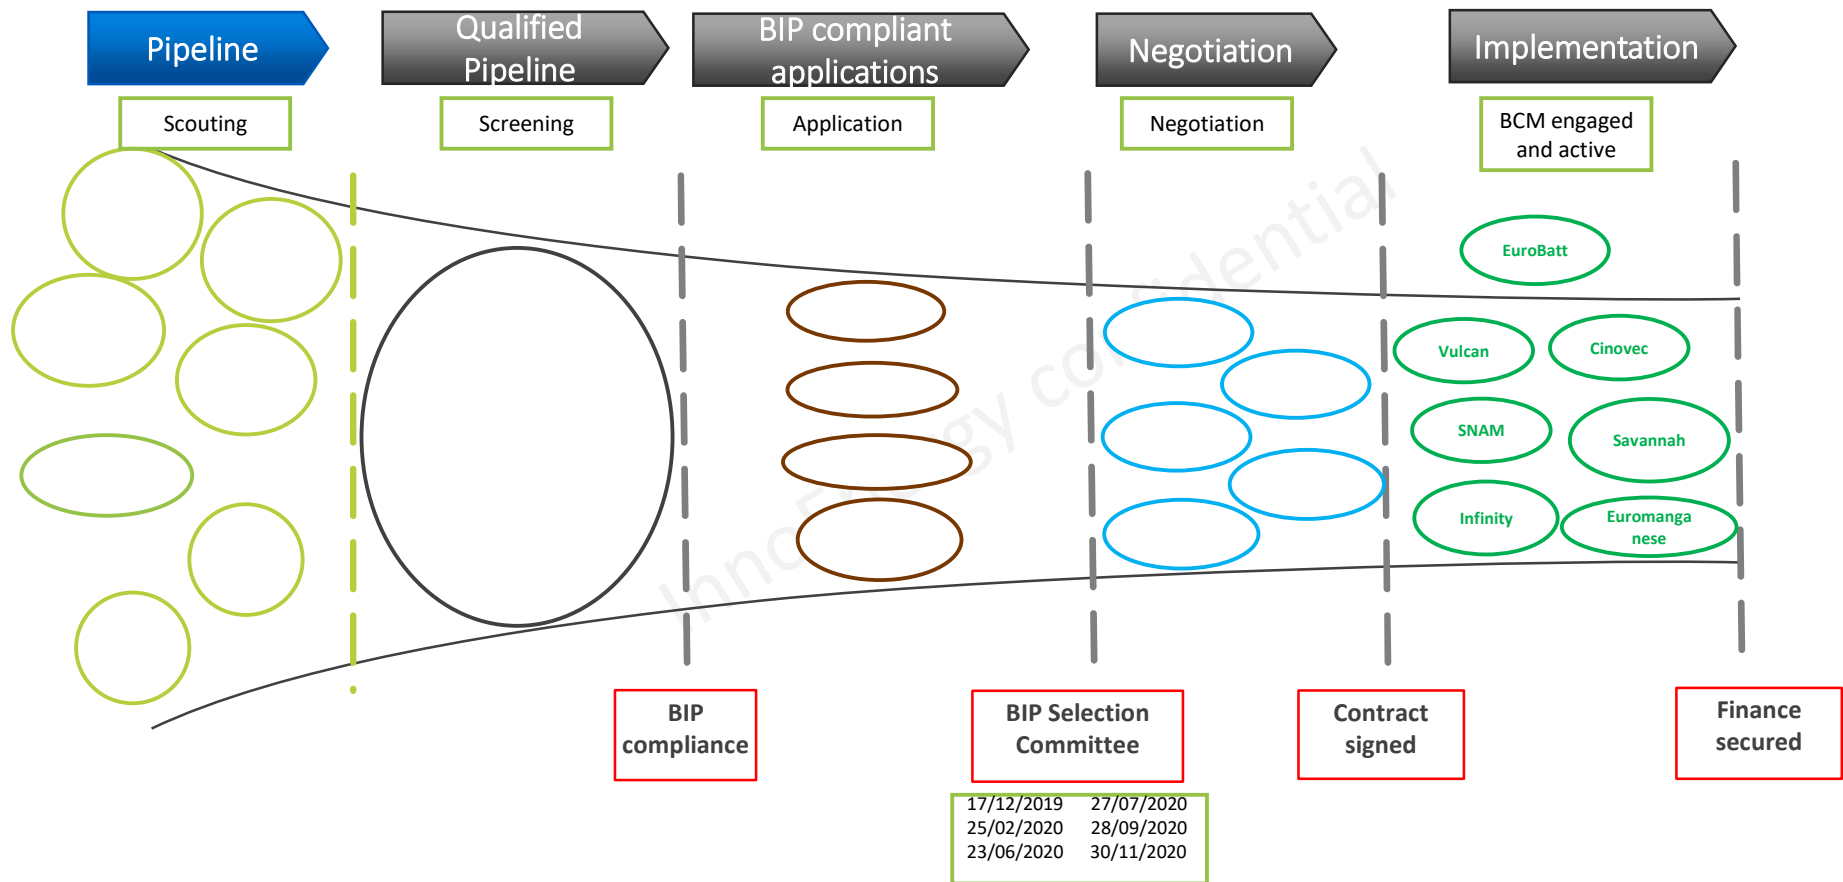 Pipeline
Qualified
Pipeline
BIP compliant
applications
Negotiation
Implementation
Scouting
Screening
Application
Negotiation
BCM engaged
and active
InnoEnergy confidential
EuroBatt
Vulcan
Cinovec
SNAM
Savannah
Infinity
Euromanga
nese
BIP
compliance
BIP Selection
Committee
Contract
signed
Finance
secured
17/12/2019 27/07/2020
25/02/2020 28/09/2020
23/06/2020 30/11/2020